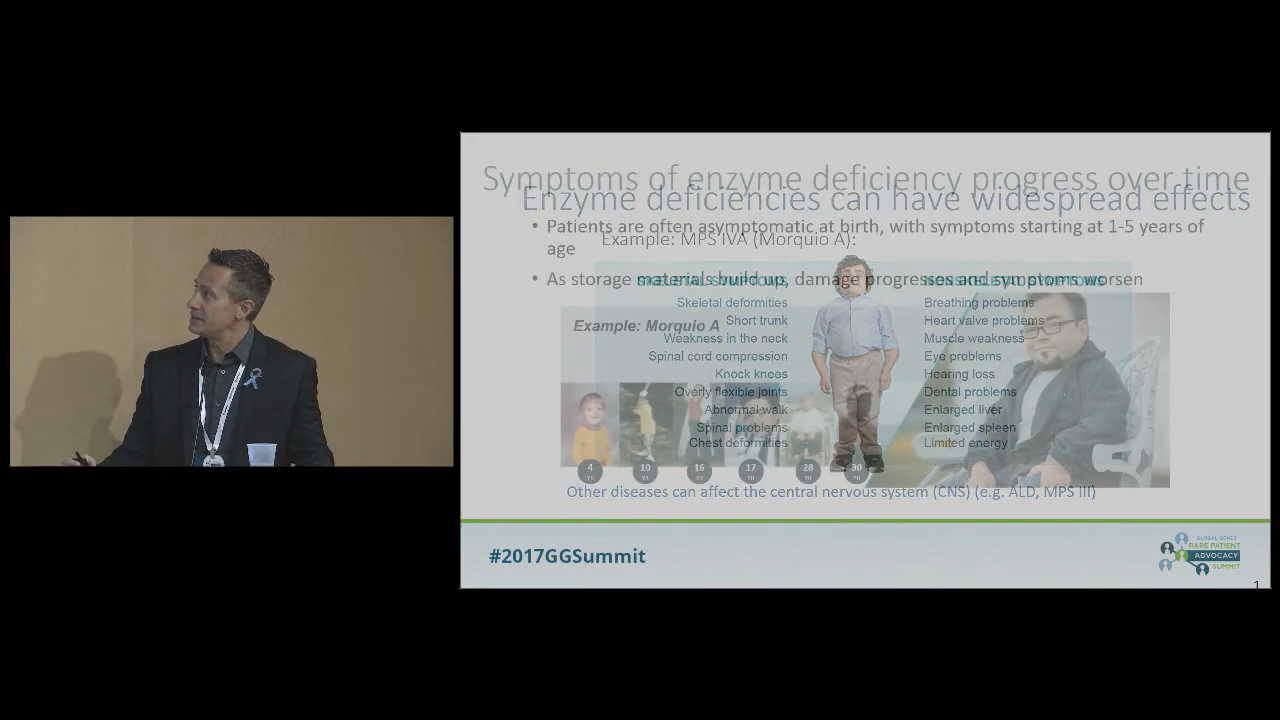 Symptoms of enzyme deficiency progress over time
Enzyme deficiencies can have widespread effects
• Patients are often asymptomatic at birth, with symptoms starting at 1-5 years of
age
Example: MPS IVA (Morquio A):
• As storage materials build up, damage progresses and symptoms worsen
SKELETAL SYMPTOMS
Skeletal deformities
Short trunk
Weakness in the neck
Spinal cord compression
Knock knees
Overly flexible joints
Abnormal walk
Spinal problems
Chest deformities
NONSKELETAL SYMPTOMS
Breathing problems
Heart valve problems
Muscle weakness
Eye problems
Hearing loss
Dental problems
Enlarged liver
Enlarged spleen
Limited energy
Example: Morquio A
4
10
16
17
28
30
Other diseases can affect the central nervous system (CNS) (e.g. ALD, MPS III)
#2017GGSummit
GLOBAL GENES
RARE PATIENT
ADVOCACY
SUMMIT
1